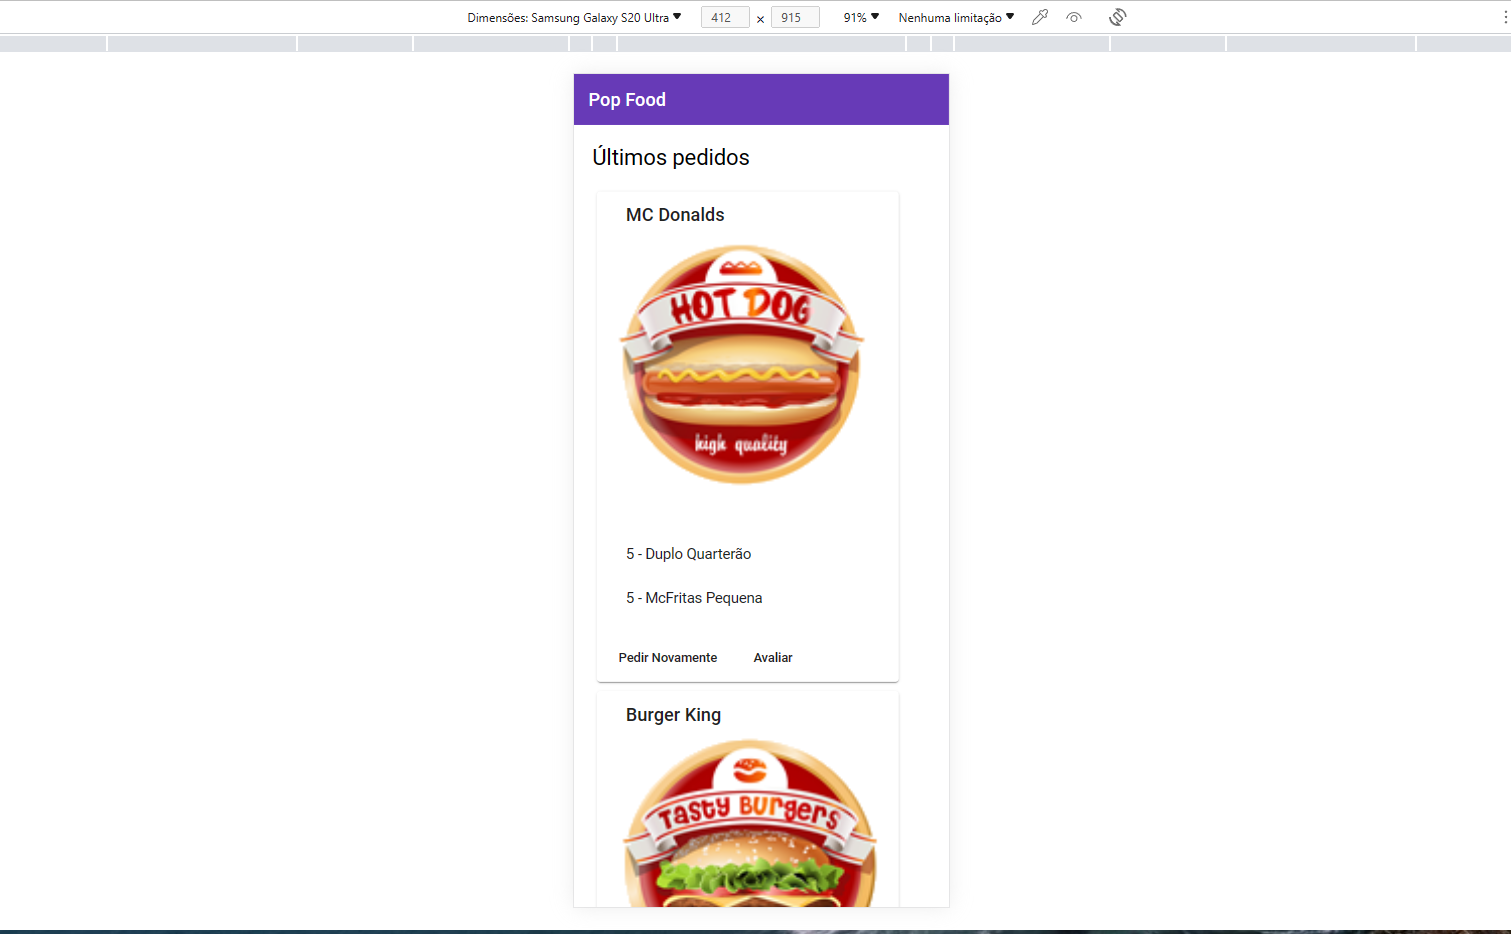 Dimensões: Samsung Galaxy S20 Ultra 412 × 915 91% Nenhuma limitação
Pop Food
Últimos pedidos
MC Donalds
HOT DOG
high quality
5 - Duplo Quarterão
5 - McFritas Pequena
Pedir Novamente Avaliar
Burger King
Tasty Burgers